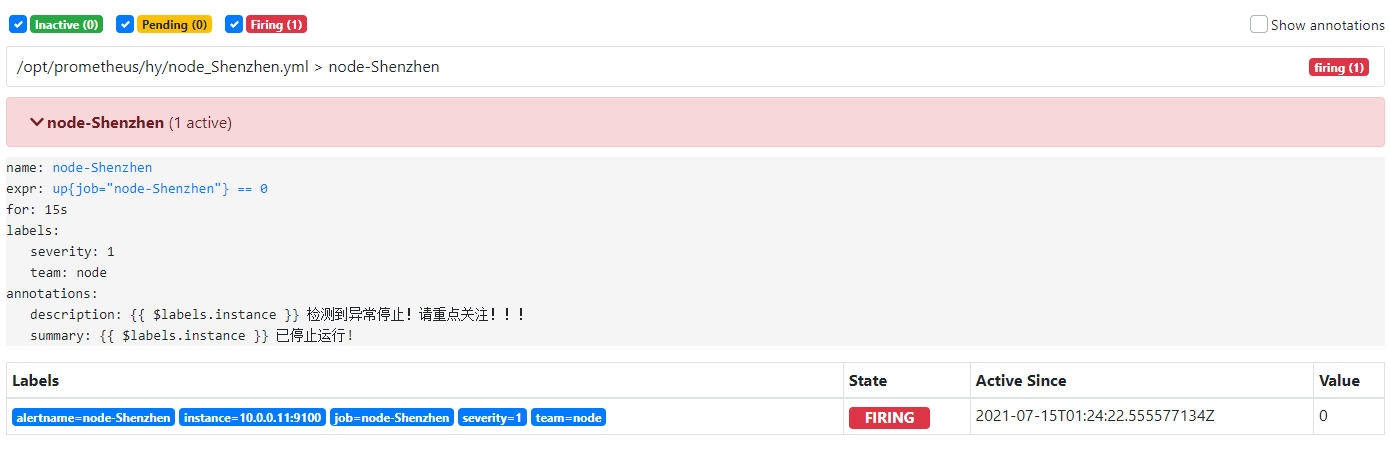 Inactive (0) Pending (0) Firing (1) Show annotations
/opt/prometheus/hy/node_Shenzhen.yml > node-Shenzhen firing (1)
node-Shenzhen (1 active)
name: node-Shenzhen
expr: up{job="node-Shenzhen"} == 0
for: 15s
labels:
severity: 1
team: node
annotations:
description: {{ $labels.instance }} 检测到异常停止！请重点关注！！！
summary: {{ $labels.instance }} 已停止运行！
Labels State Active Since Value
alertname=node-Shenzhen instance=10.0.0.11:9100 job=node-Shenzhen severity=1 team=node FIRING 2021-07-15T01:24:22.555577134Z 0